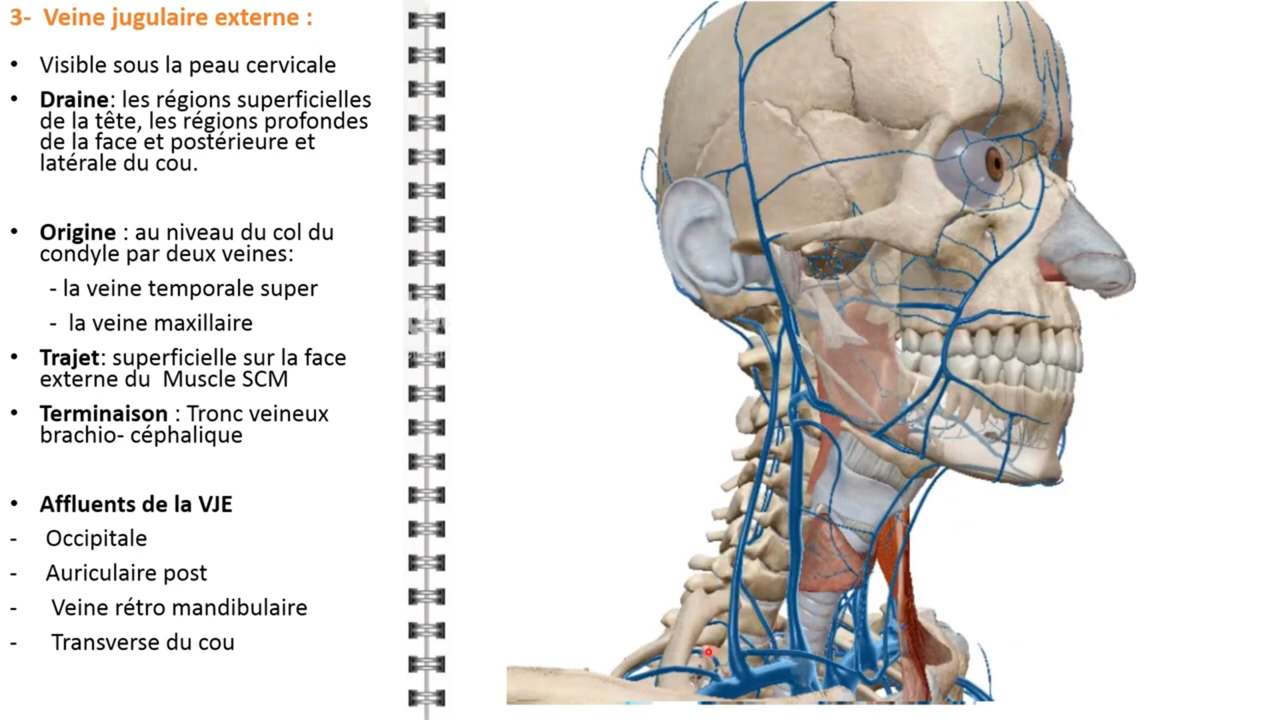 3- Veine jugulaire externe :
• Visible sous la peau cervicale
• Draine: les régions superficielles
de la tête, les régions profondes
de la face et postérieure et
latérale du cou.
• Origine : au niveau du col du
condyle par deux veines:
- la veine temporale super
- la veine maxillaire
• Trajet: superficielle sur la face
externe du Muscle SCM
• Terminaison : Tronc veineux
brachio- céphalique
• Affluents de la VJE
- Occipitale
- Auriculaire post
- Veine rétro mandibulaire
- Transverse du cou